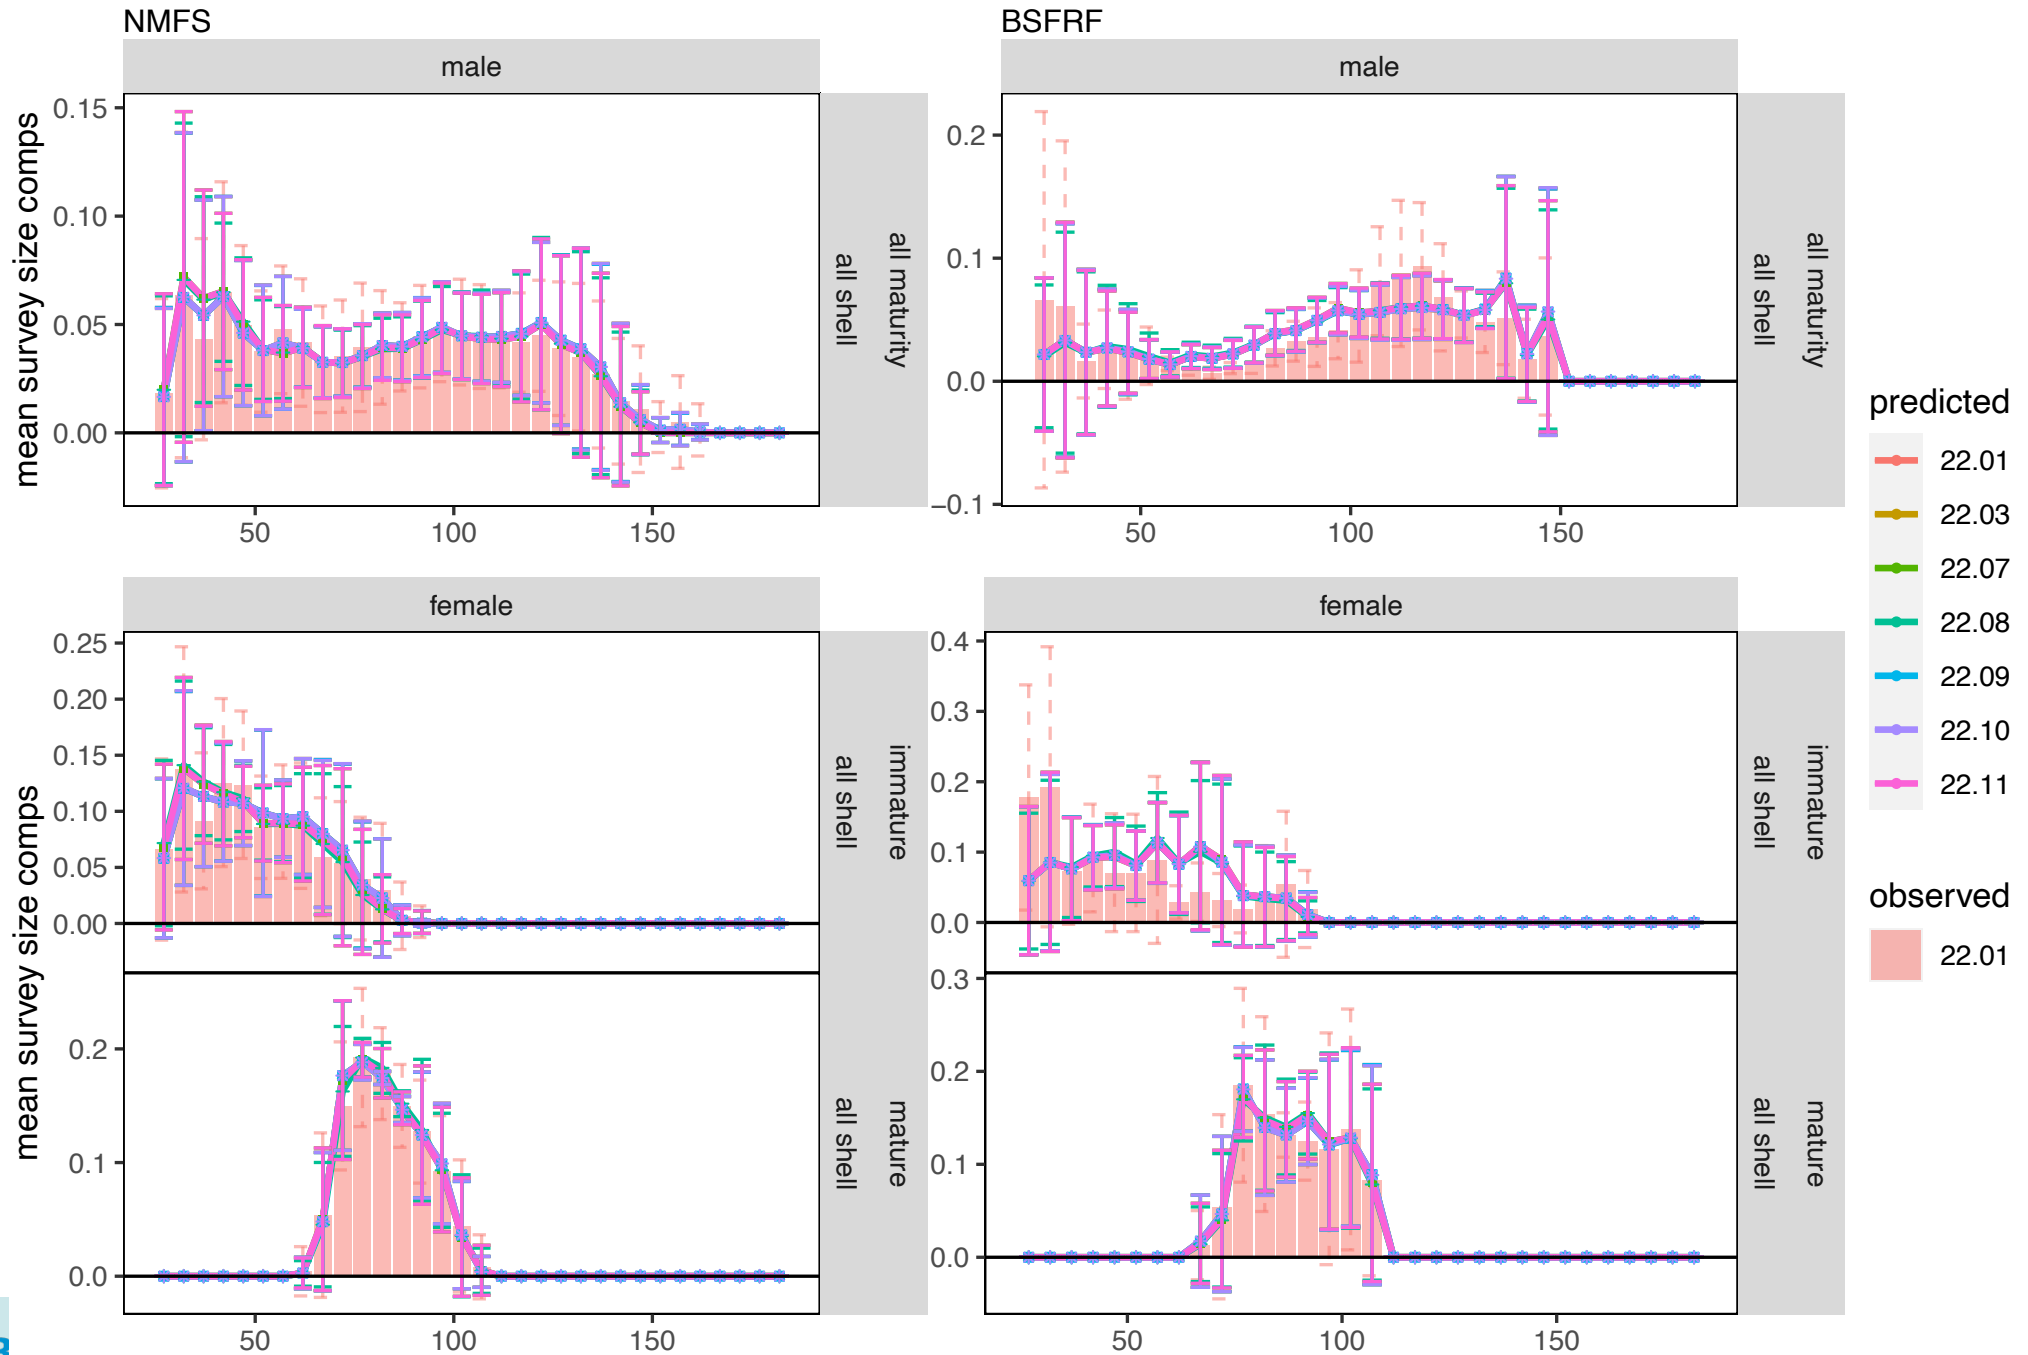 NMFS
BSFRF
male
male
mean survey size comps
0.15
0.10
0.05
0.00
all maturity
all shell
50
100
150
0.2
0.1
0.0
−0.1
all maturity
all shell
50
100
150
female
female
mean survey size comps
0.25
0.20
0.15
0.10
0.05
0.00
immature
all shell
0.4
0.3
0.2
0.1
0.0
immature
all shell
mean survey size comps
0.2
0.1
0.0
mature
all shell
50
100
150
0.3
0.2
0.1
0.0
mature
all shell
50
100
150
predicted
22.01
22.03
22.07
22.08
22.09
22.10
22.11
observed
22.01